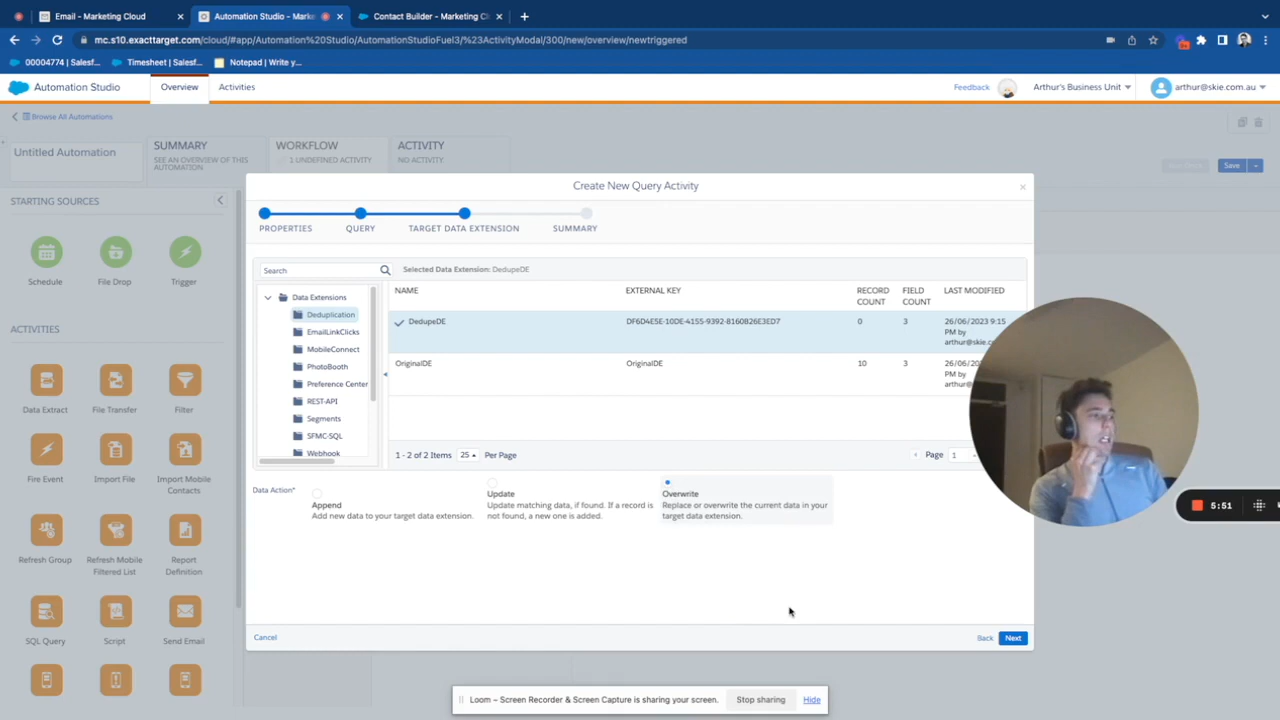 Email - Marketing Cloud
Automation Studio - Mark
Contact Builder - Marketing C
mc.s10.exacttarget.com/cloud/#app/Automation%20Studio/AutomationStudioFuel3/%23ActivityModal/300/new/overview/newtriggered
00004774 | Salesf...
Timesheet | Salesf...
Notepad | Write y...
Automation Studio
Overview
Activities
Feedback
Arthur's Business Unit
arthur@skie.com.au
Browse All Automations
Untitled Automation
SUMMARY
SEE AN OVERVIEW OF THIS
AUTOMATION
WORKFLOW
1 UNDEFINED ACTIVITY
ACTIVITY
NO ACTIVITY
Run Once
Save
STARTING SOURCES
Schedule
File Drop
Trigger
ACTIVITIES
Data Extract
File Transfer
Filter
Fire Event
Import File
Import Mobile
Contacts
Refresh Group
Refresh Mobile
Filtered List
Report
Definition
SQL Query
Script
Send Email
Create New Query Activity
PROPERTIES
QUERY
TARGET DATA EXTENSION
SUMMARY
Search
Selected Data Extension: DedupeDE
Data Extensions
Deduplication
EmailLinkClicks
MobileConnect
PhotoBooth
Preference Center
REST-API
Segments
SFMC-SQL
Webhook
NAME
EXTERNAL KEY
RECORD
COUNT
FIELD
COUNT
LAST MODIFIED
DedupeDE
DF6D4E5E-10DE-4155-9392-8160B26E3ED7
0
3
26/06/2023 9:15
PM by
arthur@skie.c
OriginalDE
OriginalDE
10
3
26/06/20
PM by
arthur@s
1 - 2 of 2 Items
25
Per Page
Page
1
Data Action*
Append
Add new data to your target data extension.
Update
Update matching data, if found. If a record is
not found, a new one is added.
Overwrite
Replace or overwrite the current data in your
target data extension.
Cancel
Back
Next
5:51
Loom – Screen Recorder & Screen Capture is sharing your screen.
Stop sharing
Hide